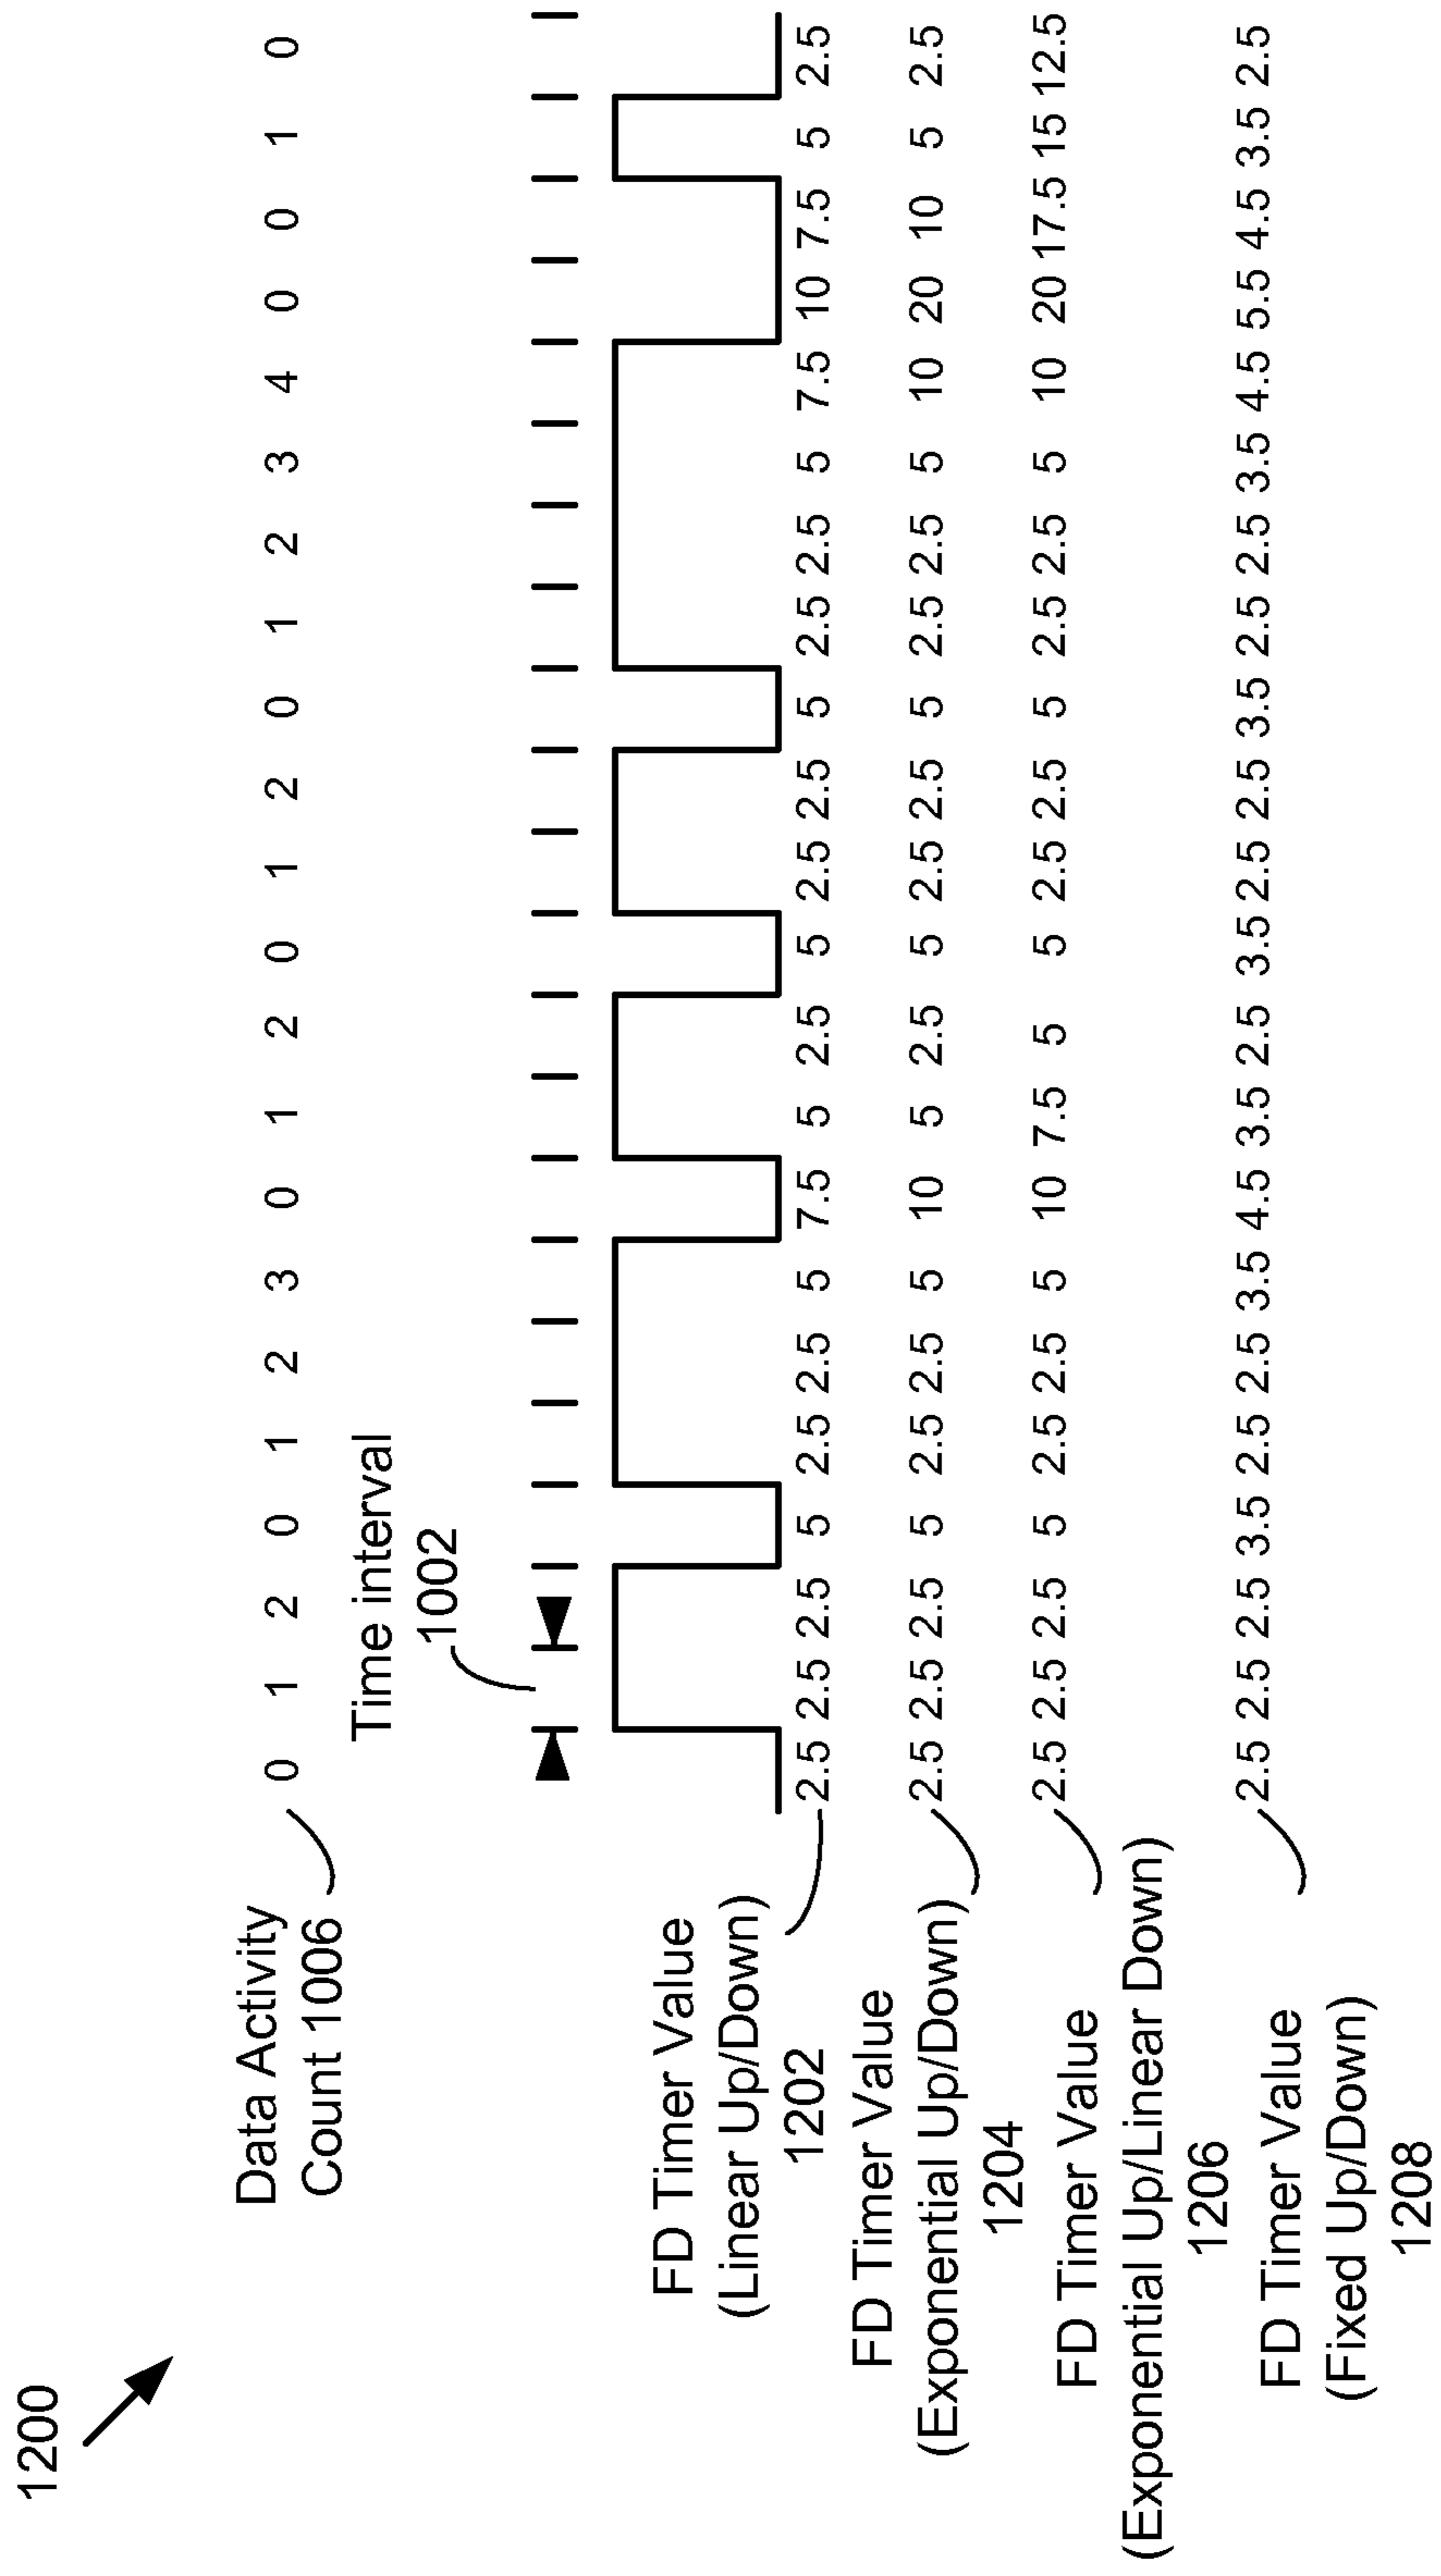 1200
Data Activity
Count 1006
0 1 2 0 1 2 3 0 1 2 0 1 2 0 1 2 3 4 0 0 1 0
Time interval
1002
FD Timer Value
(Linear Up/Down)
1202
2.5 2.5 2.5 5 2.5 2.5 5 7.5 5 2.5 5 2.5 2.5 5 2.5 2.5 5 7.5 10 7.5 5 2.5
FD Timer Value
(Exponential Up/Down)
1204
2.5 2.5 2.5 5 2.5 2.5 5 10 5 2.5 5 2.5 2.5 5 2.5 2.5 5 10 20 10 5 2.5
FD Timer Value
(Exponential Up/Linear Down)
1206
2.5 2.5 2.5 5 2.5 2.5 5 10 7.5 5 5 2.5 2.5 5 2.5 2.5 5 10 20 17.5 15 12.5
FD Timer Value
(Fixed Up/Down)
1208
2.5 2.5 2.5 3.5 2.5 2.5 3.5 4.5 3.5 2.5 3.5 2.5 2.5 3.5 2.5 2.5 3.5 4.5 5.5 4.5 3.5 2.5